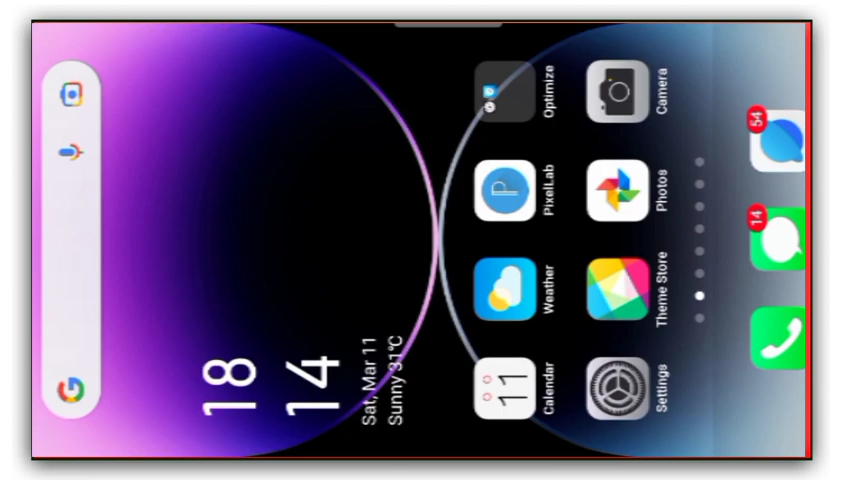 18
14
Sat, Mar 11
Sunny 31°C
11
Calendar
Weather
PixelLab
Optimize
Settings
Theme Store
Photos
Camera
14
54